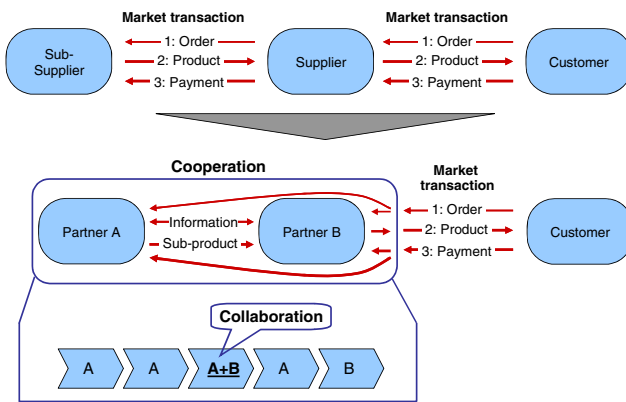 Market transaction
Market transaction
Sub-
Supplier
1: Order
2: Product
3: Payment
Supplier
1: Order
2: Product
3: Payment
Customer
Cooperation
Market
transaction
Partner A
Information
Sub-product
Partner B
1: Order
2: Product
3: Payment
Customer
Collaboration
A
A
A+B
A
B